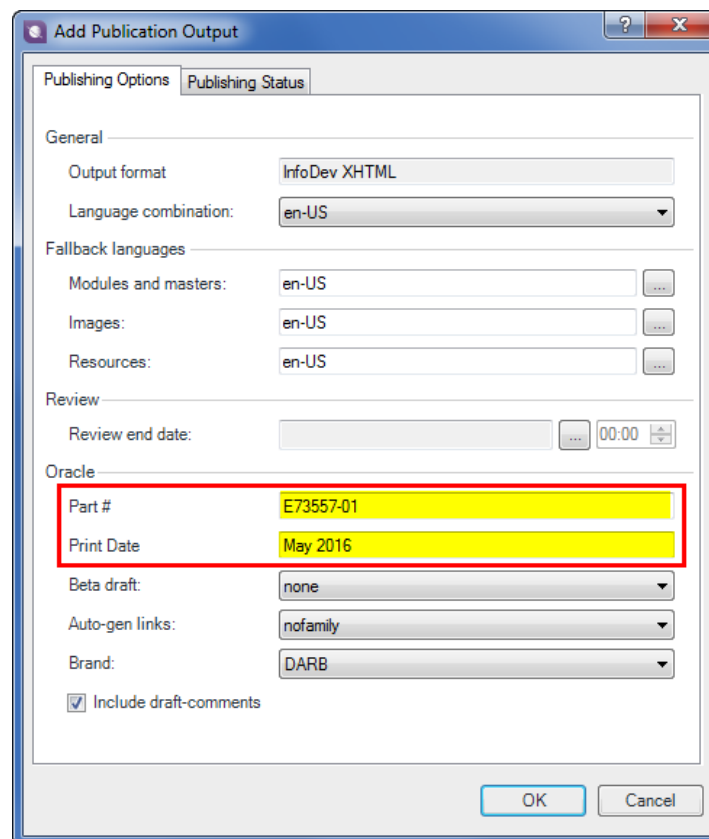 Add Publication Output
Publishing Options Publishing Status
General
Output format InfoDev XHTML
Language combination: en-US
Fallback languages
Modules and masters: en-US ...
Images: en-US ...
Resources: en-US ...
Review
Review end date: ... 00:00
Oracle
Part # E73557-01
Print Date May 2016
Beta draft: none
Auto-gen links: nofamily
Brand: DARB
Include draft-comments
OK Cancel